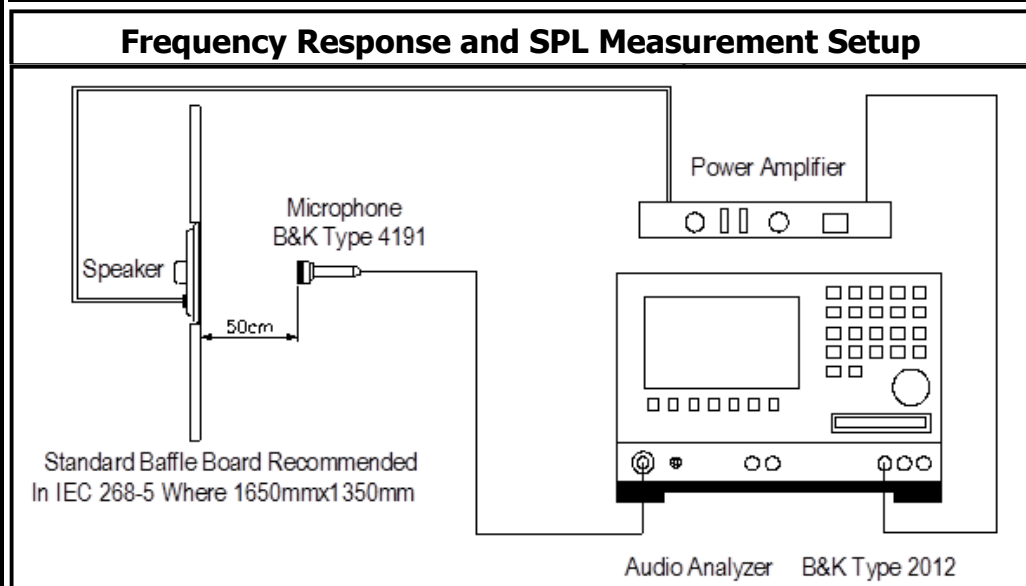 Frequency Response and SPL Measurement Setup
Power Amplifier
Microphone
B&K Type 4191
Speaker
50cm
Standard Baffle Board Recommended
In IEC 268-5 Where 1650mmx1350mm
Audio Analyzer B&K Type 2012